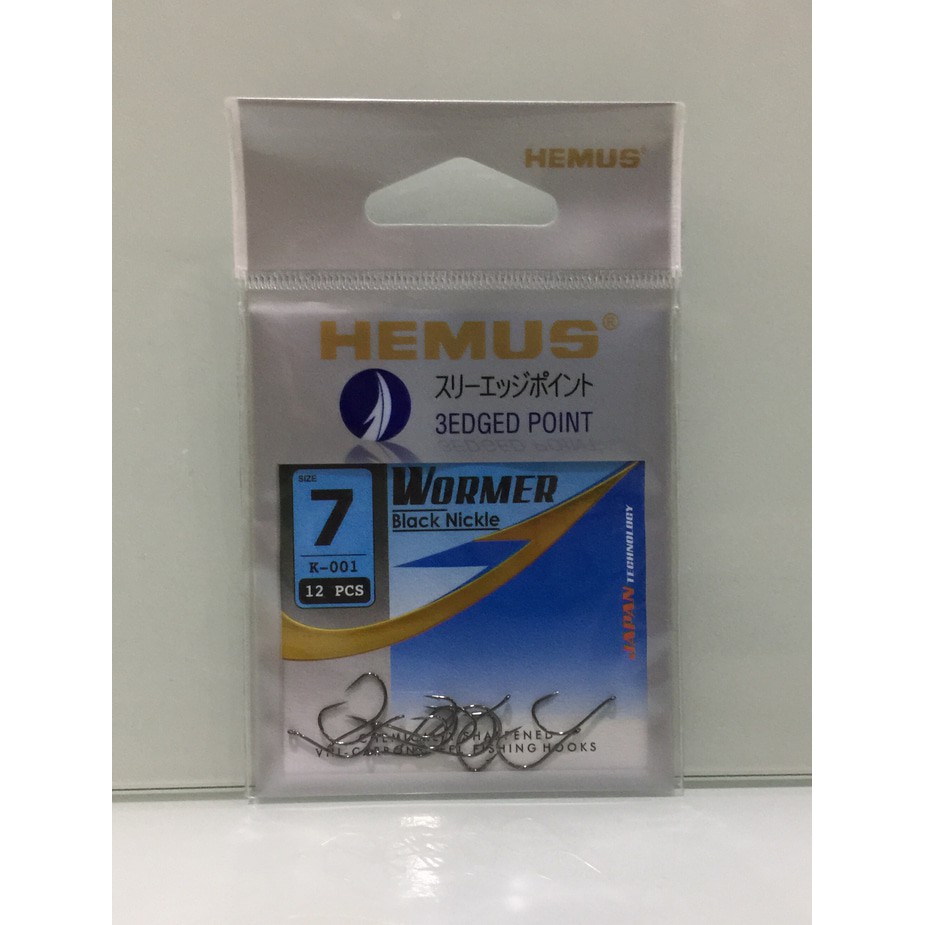 HEMUS®
HEMUS®
スリーエッジポイント
3EDGED POINT
SIZE
7
K-001
12 PCS
WORMER
Black Nickle
JAPAN TECHNOLOGY
SHARPENED
FISHING HOOKS